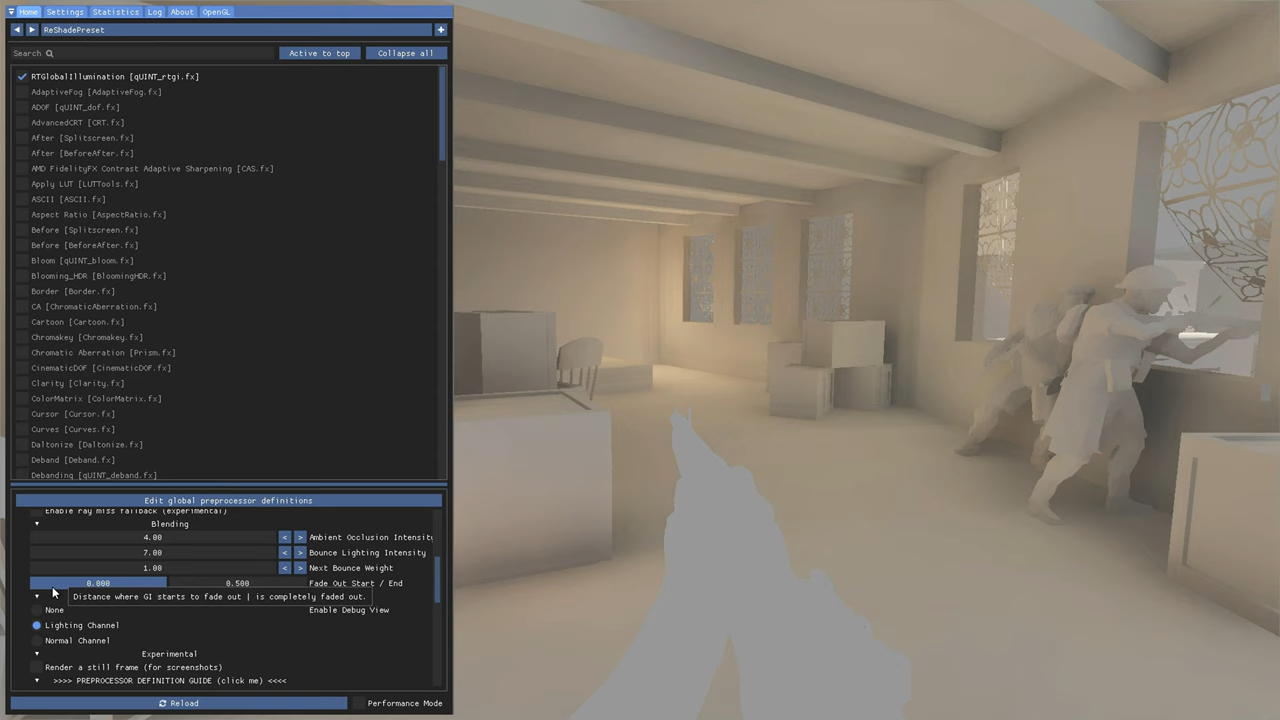 Home Settings Statistics Log About OpenGL
ReShadePreset +
Search Active to top Collapse all
RTGlobalIllumination [qUINT_rtgi.fx]
AdaptiveFog [AdaptiveFog.fx]
ADOF [qUINT_dof.fx]
AdvancedCRT [CRT.fx]
After [Splitscreen.fx]
After [BeforeAfter.fx]
AMD FidelityFX Contrast Adaptive Sharpening [CAS.fx]
Apply LUT [LUTTools.fx]
ASCII [ASCII.fx]
Aspect Ratio [AspectRatio.fx]
Before [Splitscreen.fx]
Before [BeforeAfter.fx]
Bloom [qUINT_bloom.fx]
Blooming_HDR [BloomingHDR.fx]
Border [Border.fx]
CA [ChromaticAberration.fx]
Cartoon [Cartoon.fx]
Chromakey [Chromakey.fx]
Chromatic Aberration [Prism.fx]
CinematicDOF [CinematicDOF.fx]
Clarity [Clarity.fx]
ColorMatrix [ColorMatrix.fx]
Cursor [Cursor.fx]
Curves [Curves.fx]
Daltonize [Daltonize.fx]
Deband [Deband.fx]
Debanding [qUINT_deband.fx]
Edit global preprocessor definitions
Enable ray miss fallback (experimental)
Blending
4.00 < > Ambient Occlusion Intensity
7.00 < > Bounce Lighting Intensity
1.00 < > Next Bounce Weight
0.000 0.500 Fade Out Start / End
Distance where GI starts to fade out | is completely faded out.
None Enable Debug View
Lighting Channel
Normal Channel
Experimental
Render a still frame (for screenshots)
>>>> PREPROCESSOR DEFINITION GUIDE (click me) <<<<
Reload Performance Mode